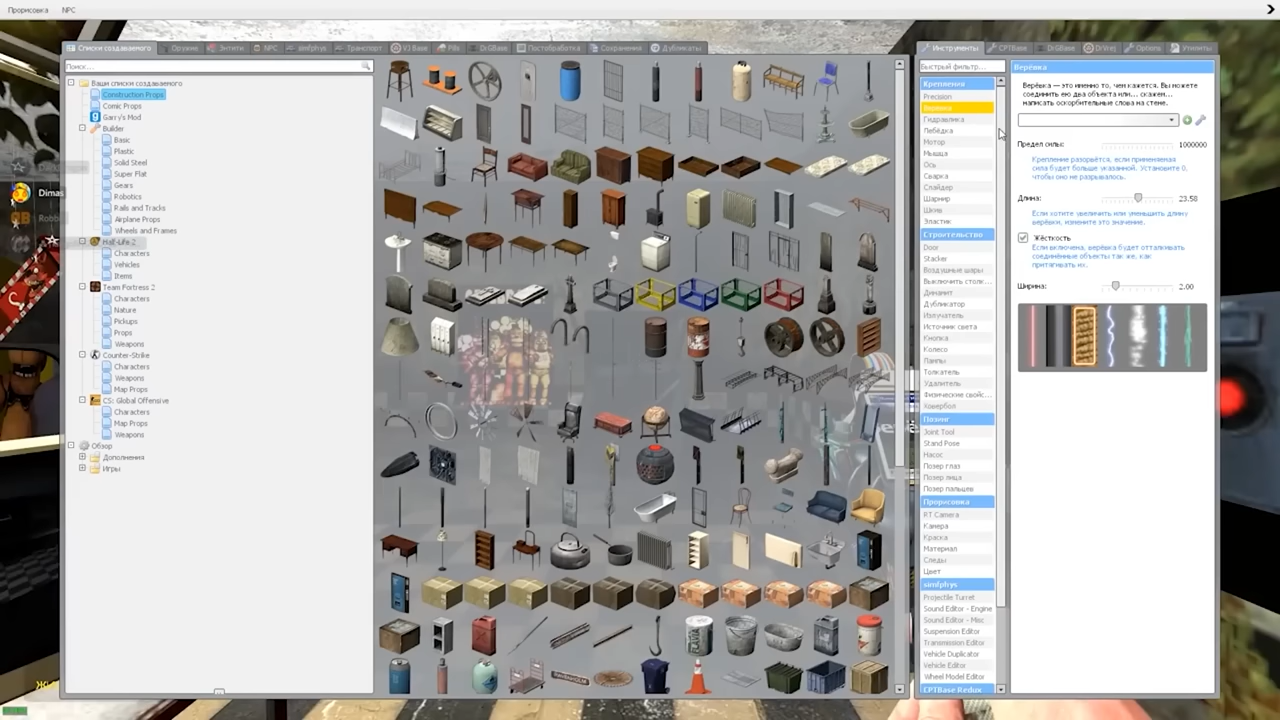 Прорисовка NPC
Списки создаваемого Оружие Энтити NPC simfphys Транспорт VJ Base Pills DrGBase Постобработка Сохранения Дубликаты
Поиск...
Ваши списки создаваемого
Construction Props
Comic Props
Garry's Mod
Builder
Basic
Plastic
Solid Steel
Super Flat
Gears
Robotics
Rails and Tracks
Airplane Props
Wheels and Frames
Half-Life 2
Characters
Vehicles
Items
Team Fortress 2
Characters
Nature
Pickups
Props
Weapons
Counter-Strike
Characters
Weapons
Map Props
CS: Global Offensive
Characters
Map Props
Weapons
Обзор
Дополнения
Игры
Dimas
Инструменты CPTBase DrGBase DrVrej Options Утилиты
Быстрый фильтр...
Крепления
Precision
Верёвка
Гидравлика
Лебёдка
Мотор
Мышца
Ось
Сварка
Слайдер
Шарнир
Шкив
Эластик
Строительство
Door
Stacker
Воздушные шары
Выключить столк...
Динамит
Дубликатор
Излучатель
Источник света
Кнопка
Колесо
Лампы
Толкатель
Удалитель
Физические свойс...
Ховербол
Позинг
Joint Tool
Stand Pose
Насос
Позер глаз
Позер лица
Позер пальцев
Прорисовка
RT Camera
Камера
Краска
Материал
Следы
Цвет
simfphys
Projectile Turret
Sound Editor - Engine
Sound Editor - Misc
Suspension Editor
Transmission Editor
Vehicle Duplicator
Vehicle Editor
Wheel Model Editor
CPTBase Redux
Верёвка
Верёвка — это именно то, чем кажется. Вы можете
соединить ею два объекта или... скажем...
написать оскорбительные слова на стене.
Предел силы: 1000000
Крепление разорвётся, если применяемая
сила будет больше указанной. Установите 0,
чтобы оно не разрывалось.
Длина: 23.58
Если хотите увеличить или уменьшить длину
верёвки, измените это значение.
Жёсткость
Если включена, верёвка будет отталкивать
соединённые объекты так же, как
притягивать их.
Ширина: 2.00